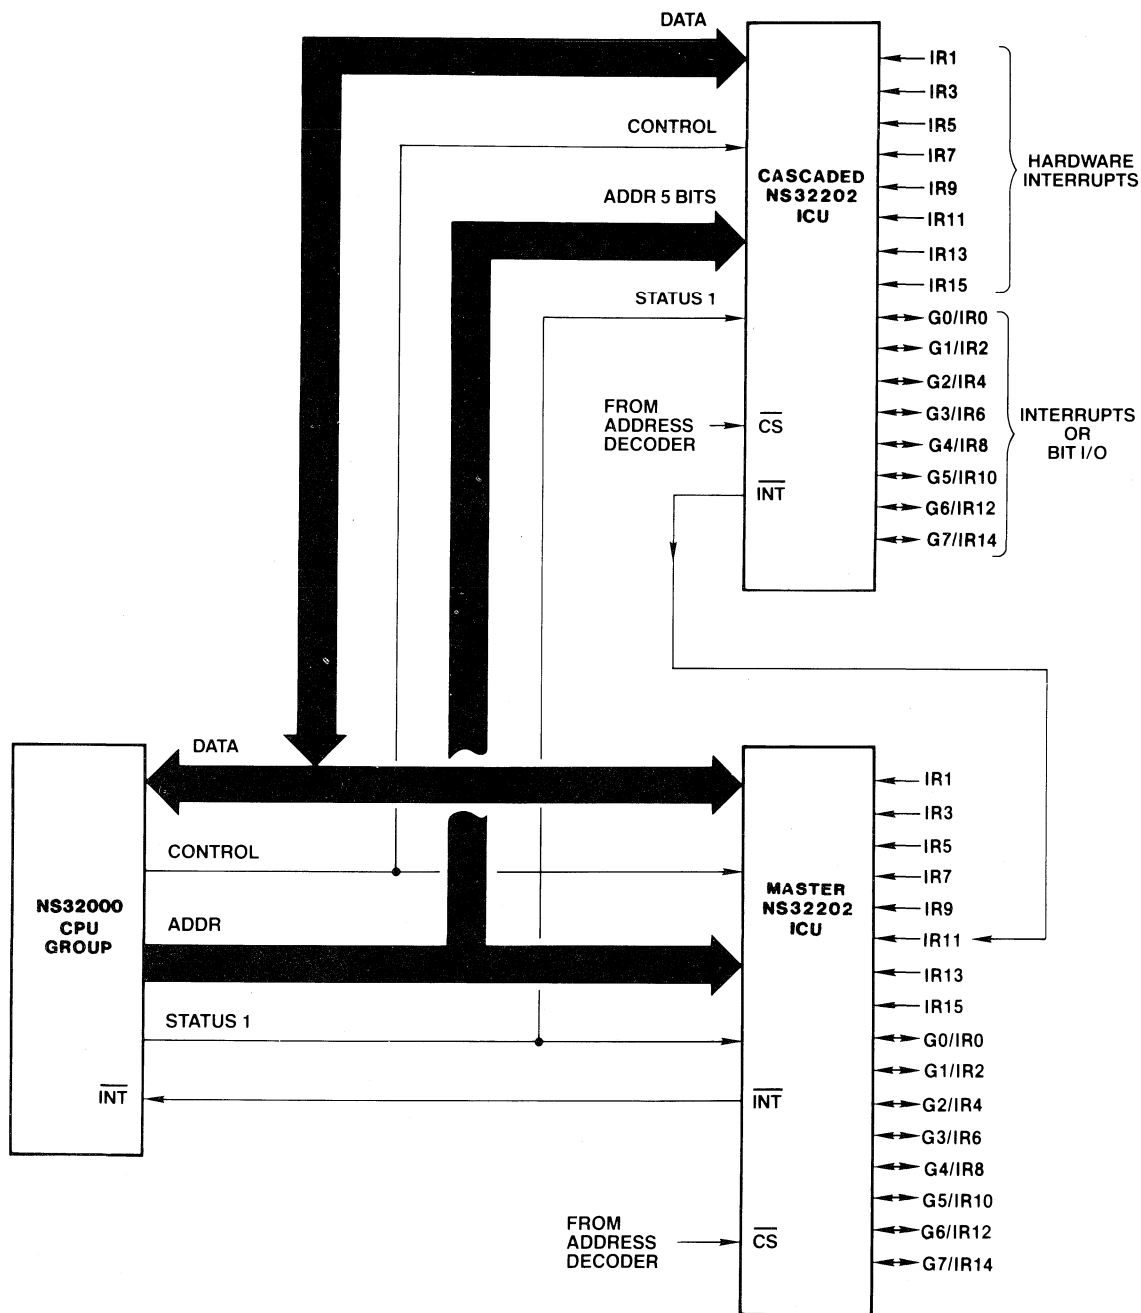 DATA
CONTROL
ADDR 5 BITS
STATUS 1
FROM
ADDRESS
DECODER
CS
INT
CASCADED
NS32202
ICU
IR1
IR3
IR5
IR7
IR9
IR11
IR13
IR15
G0/IR0
G1/IR2
G2/IR4
G3/IR6
G4/IR8
G5/IR10
G6/IR12
G7/IR14
HARDWARE
INTERRUPTS
INTERRUPTS
OR
BIT I/O
NS32000
CPU
GROUP
INT
DATA
CONTROL
ADDR
STATUS 1
MASTER
NS32202
ICU
INT
FROM
ADDRESS
DECODER
CS
IR1
IR3
IR5
IR7
IR9
IR11
IR13
IR15
G0/IR0
G1/IR2
G2/IR4
G3/IR6
G4/IR8
G5/IR10
G6/IR12
G7/IR14